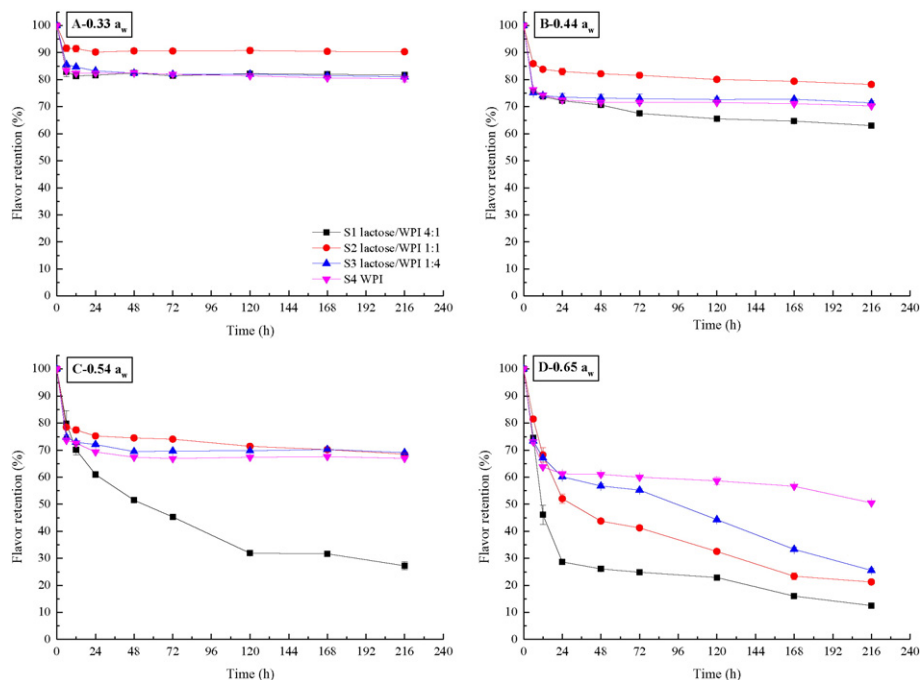 A-0.33 aw
100
90
80
70
60
50
40
30
20
10
0
Flavor retention (%)
S1 lactose/WPI 4:1
S2 lactose/WPI 1:1
S3 lactose/WPI 1:4
S4 WPI
0 24 48 72 96 120 144 168 192 216 240
Time (h)
B-0.44 aw
100
90
80
70
60
50
40
30
20
10
0
Flavor retention (%)
0 24 48 72 96 120 144 168 192 216 240
Time (h)
C-0.54 aw
100
90
80
70
60
50
40
30
20
10
0
Flavor retention (%)
0 24 48 72 96 120 144 168 192 216 240
Time (h)
D-0.65 aw
100
90
80
70
60
50
40
30
20
10
0
Flavor retention (%)
0 24 48 72 96 120 144 168 192 216 240
Time (h)